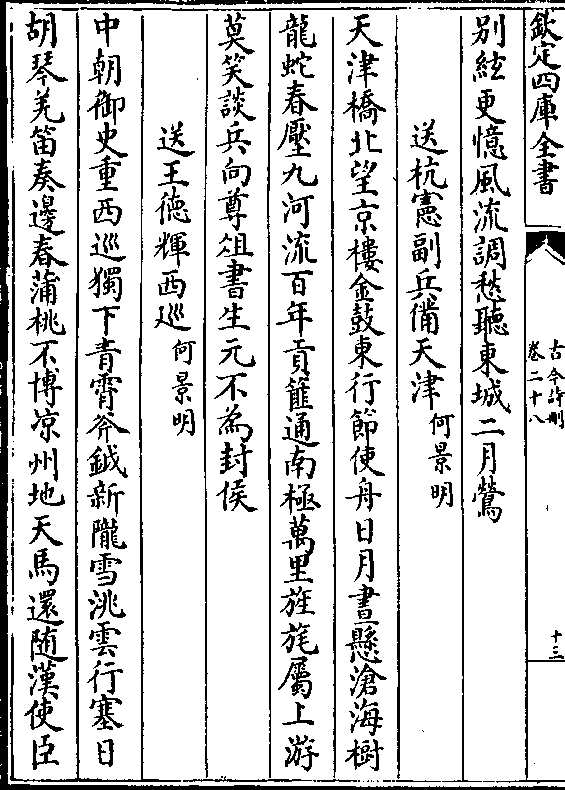 欽定四庫全書
古今詩刪
卷二十八
十三
别絃更憶風流調愁聽東城二月鶯
送杭憲副兵備天津何景明
天津橋北望京樓金鼓東行節使舟日月晝懸滄海樹
龍蛇春壓九河流百年貢篚通南極萬里旌旄屬上游
莫笑談兵向尊俎書生元不為封侯
送王德輝西巡何景明
中朝御史重西巡獨下青霄斧鉞新隴雪洮雲行塞日
胡琴羌笛奏邊春蒲桃不博凉州地天馬還随漢使臣